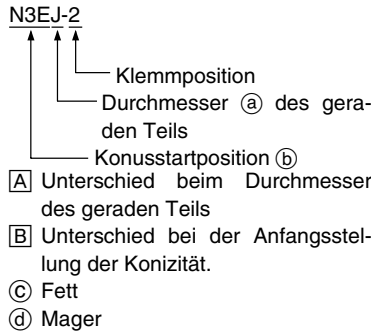 N3EJ-2
Klemmposition
Durchmesser ⓐ des gera-
den Teils
Konusstartposition ⓑ
A Unterschied beim Durchmesser
des geraden Teils
B Unterschied bei der Anfangsstel-
lung der Konizität.
ⓒ Fett
ⓓ Mager